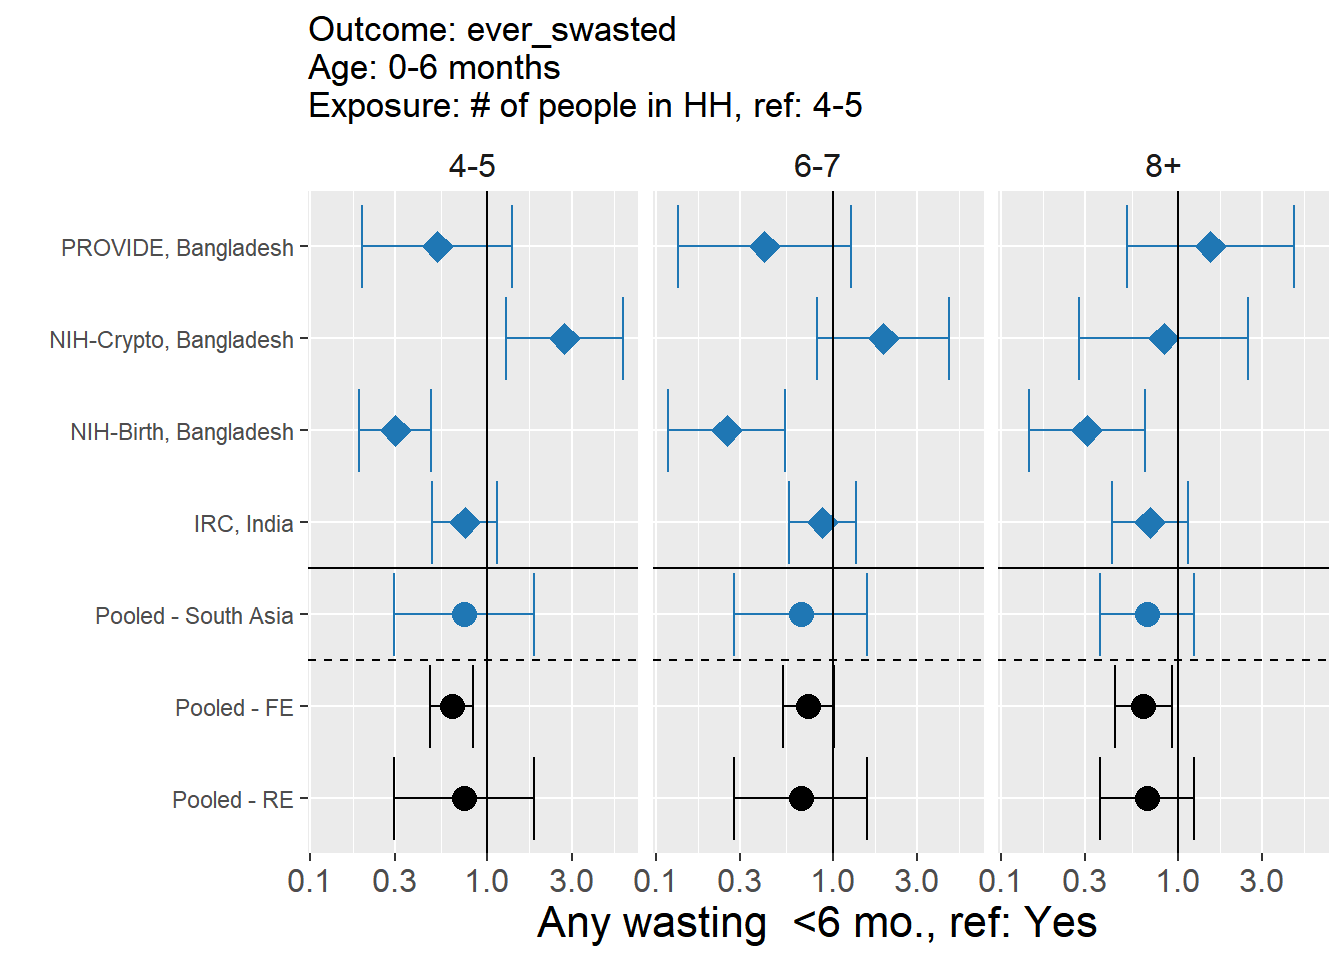 Outcome: ever_swasted
Age: 0-6 months
Exposure: # of people in HH, ref: 4-5
4-5 6-7 8+
PROVIDE, Bangladesh
NIH-Crypto, Bangladesh
NIH-Birth, Bangladesh
IRC, India
Pooled - South Asia
Pooled - FE
Pooled - RE
0.1 0.3 1.0 3.0 0.1 0.3 1.0 3.0 0.1 0.3 1.0 3.0
Any wasting  <6 mo., ref: Yes